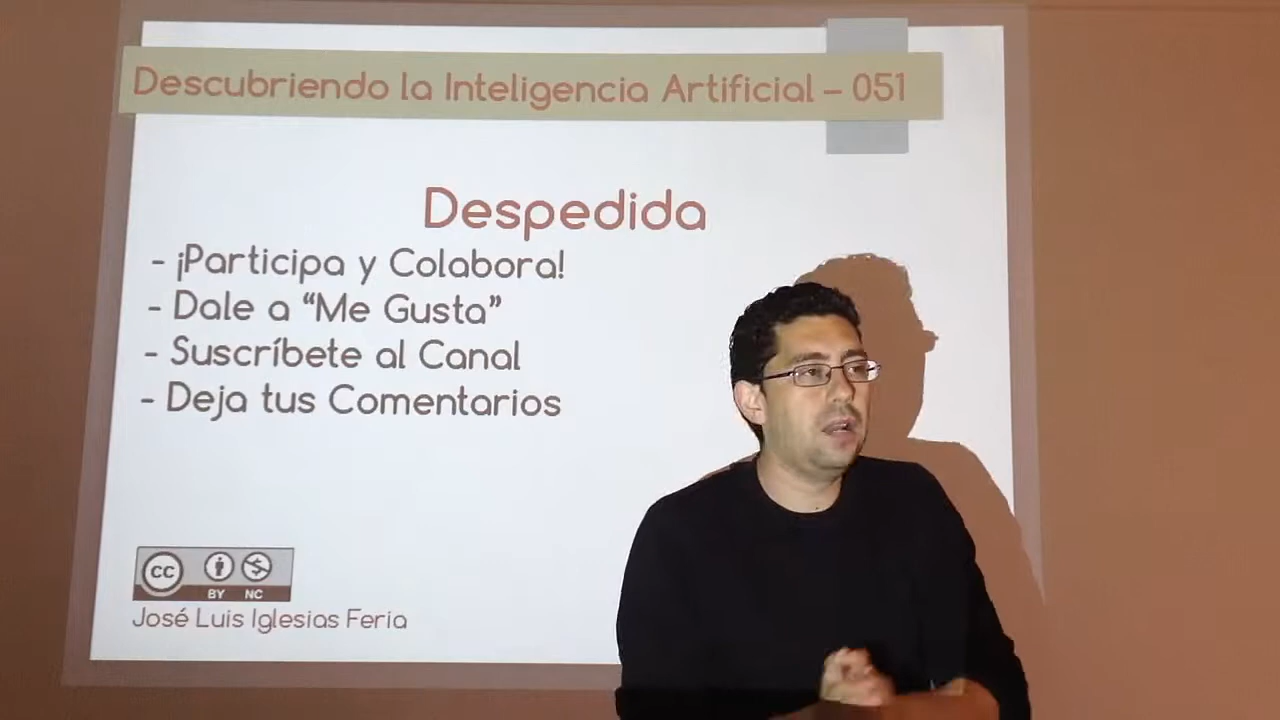 Descubriendo la Inteligencia Artificial – 051
Despedida
- ¡Participa y Colabora!
- Dale a “Me Gusta”
- Suscríbete al Canal
- Deja tus Comentarios
CC BY NC
José Luis Iglesias Feria